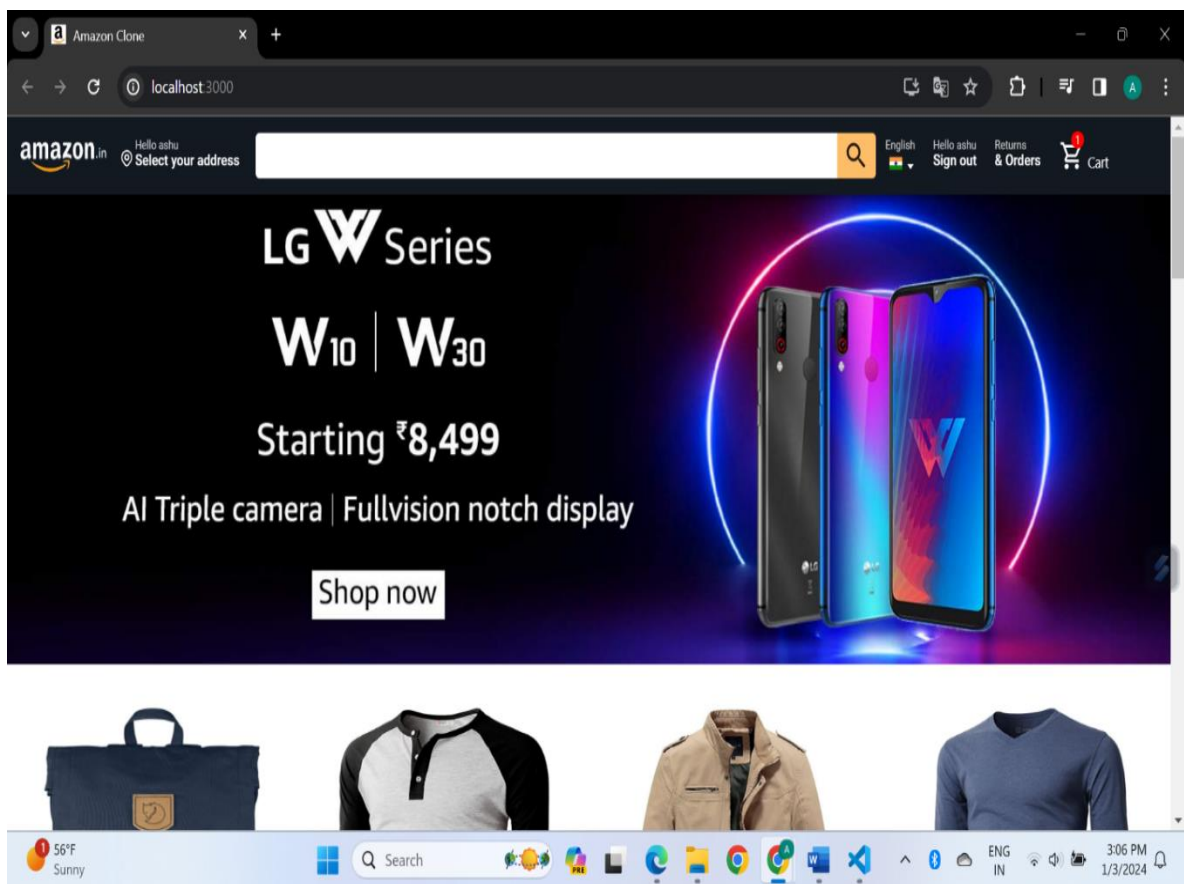 Amazon Clone
localhost:3000
amazon.in
Hello ashu
Select your address
English
Hello ashu
Sign out
Returns
& Orders
1
Cart
LG W Series
W10 | W30
Starting ₹8,499
AI Triple camera | Fullvision notch display
Shop now
1
56°F
Sunny
Search
PRE
ENG
IN
3:06 PM
1/3/2024